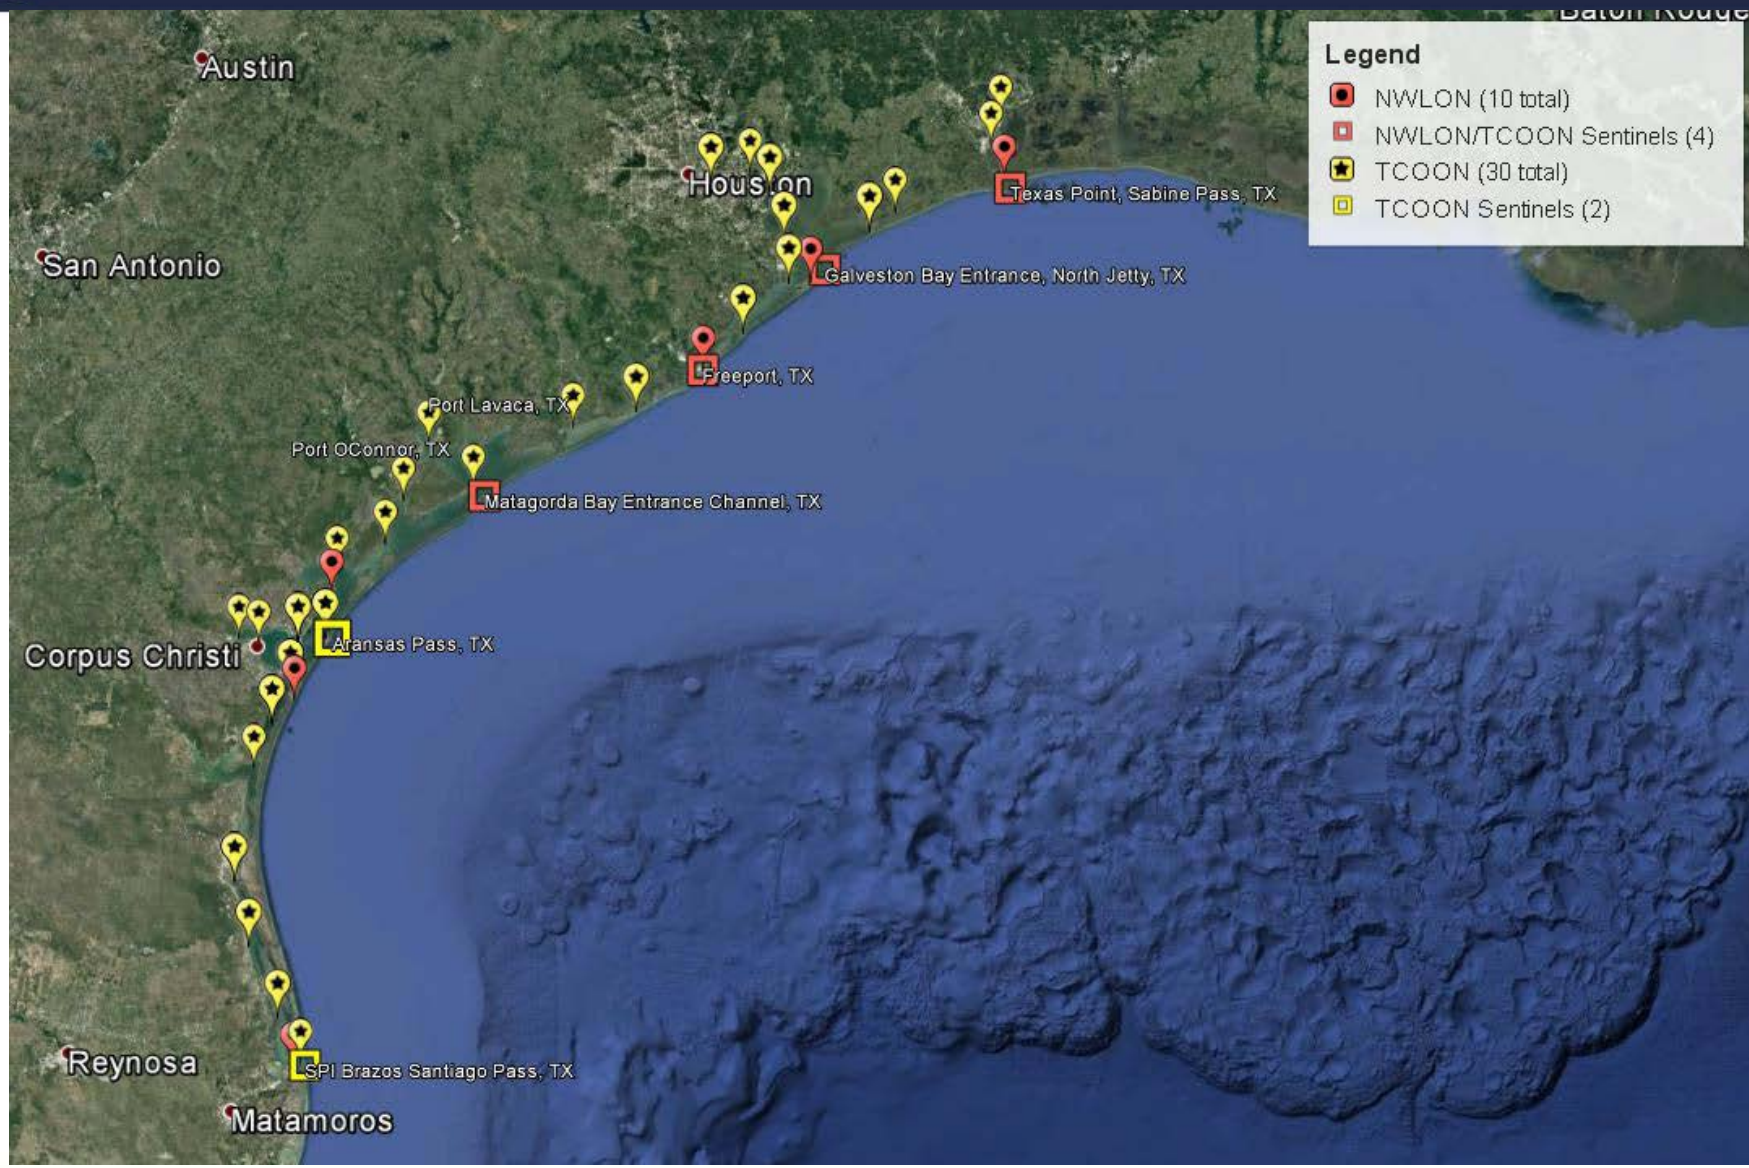 Baton Rouge
Legend
NWLON (10 total)
NWLON/TCOON Sentinels (4)
TCOON (30 total)
TCOON Sentinels (2)
Austin
Houston
Texas Point, Sabine Pass, TX
San Antonio
Galveston Bay Entrance, North Jetty, TX
Freeport, TX
Port Lavaca, TX
Port OConnor, TX
Matagorda Bay Entrance Channel, TX
Aransas Pass, TX
Corpus Christi
Reynosa
SPI Brazos Santiago Pass, TX
Matamoros